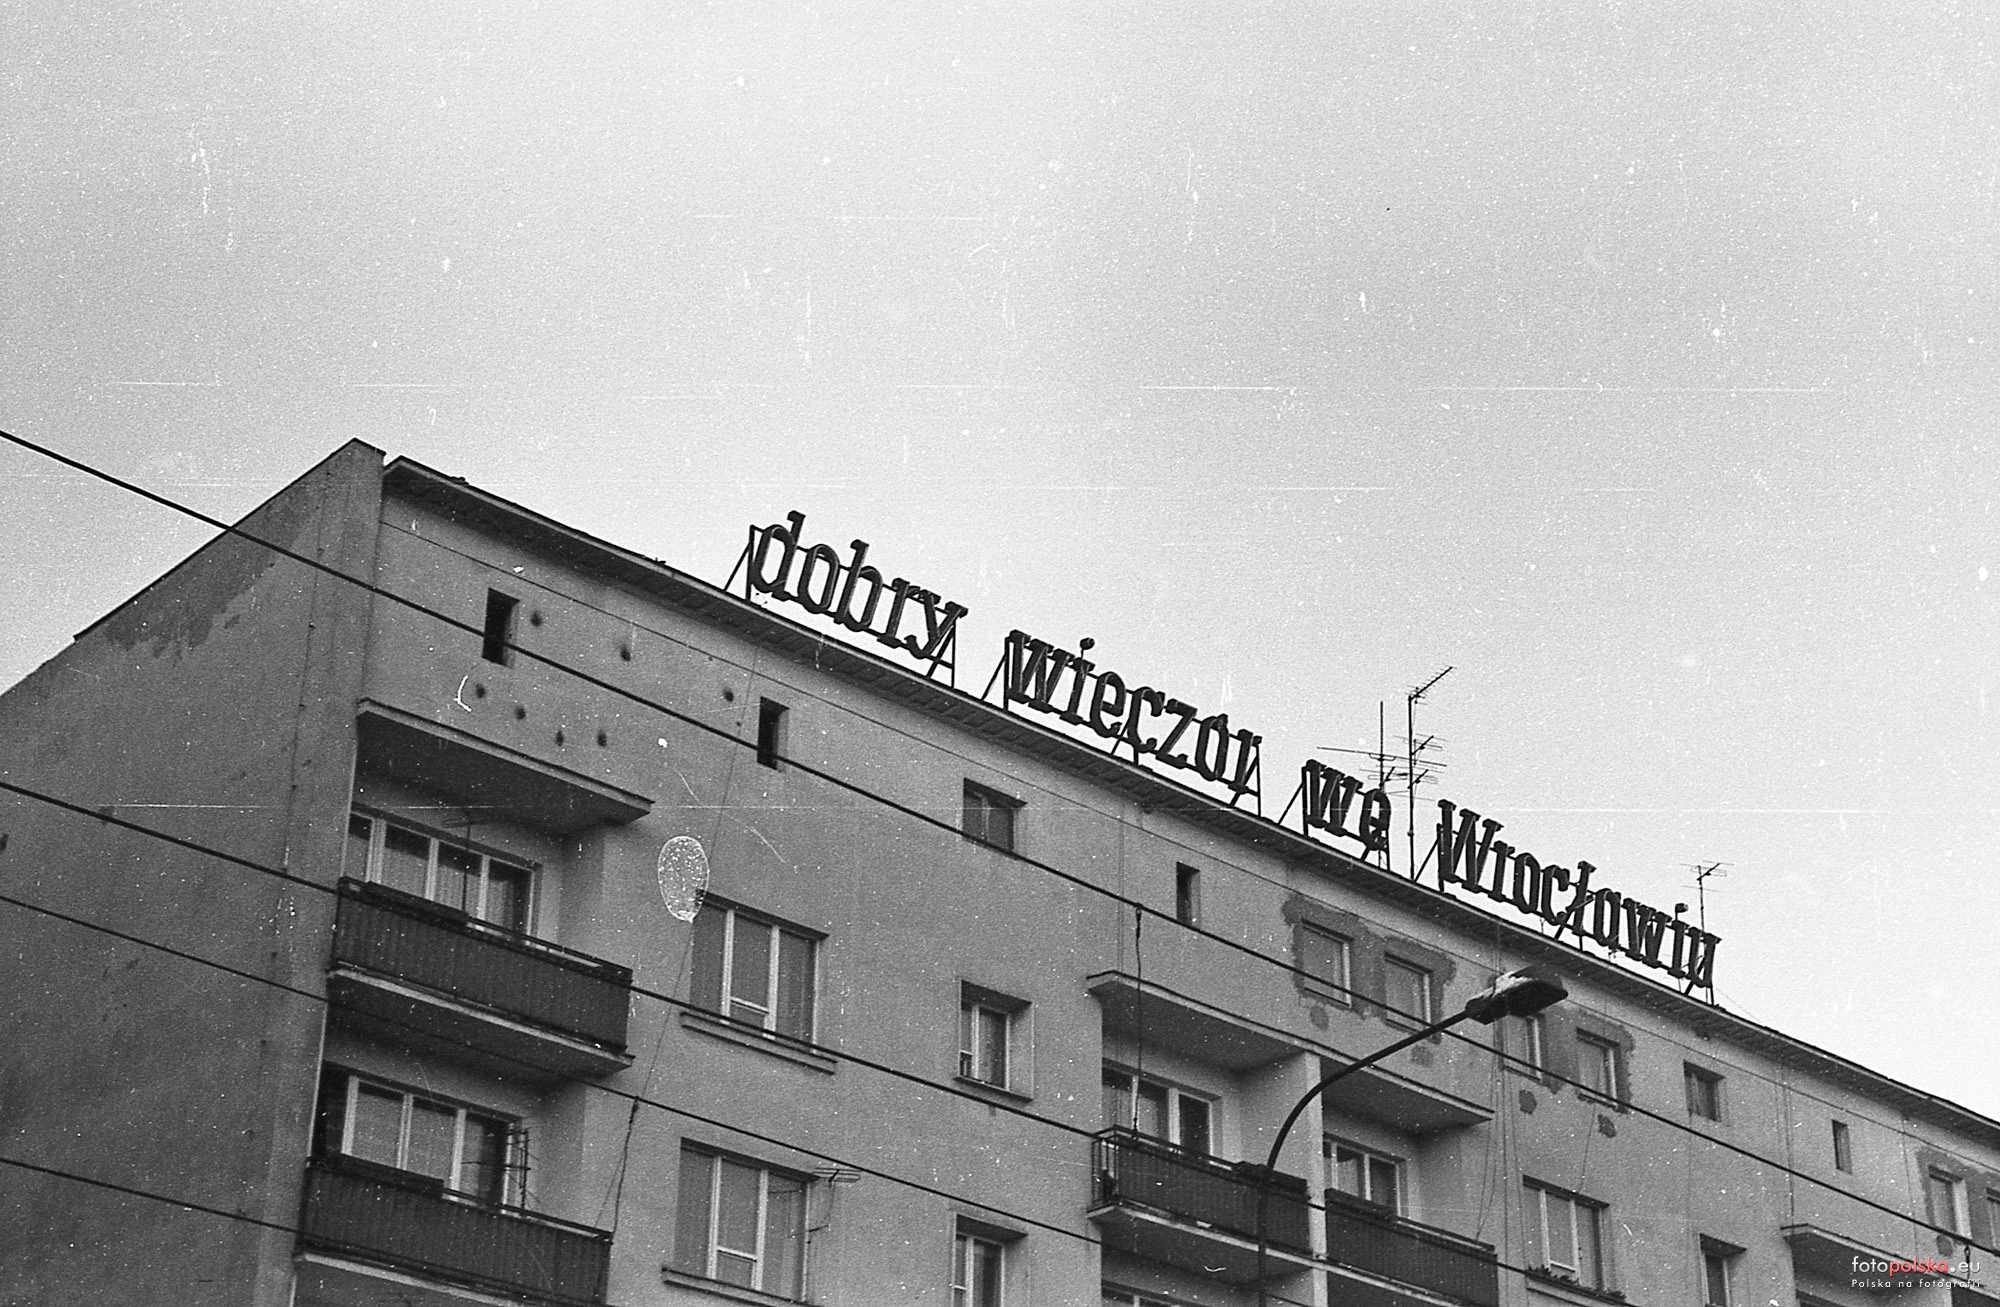 dobry wieczór we Wrocławiu
fotopolska.eu
Polska na fotografii